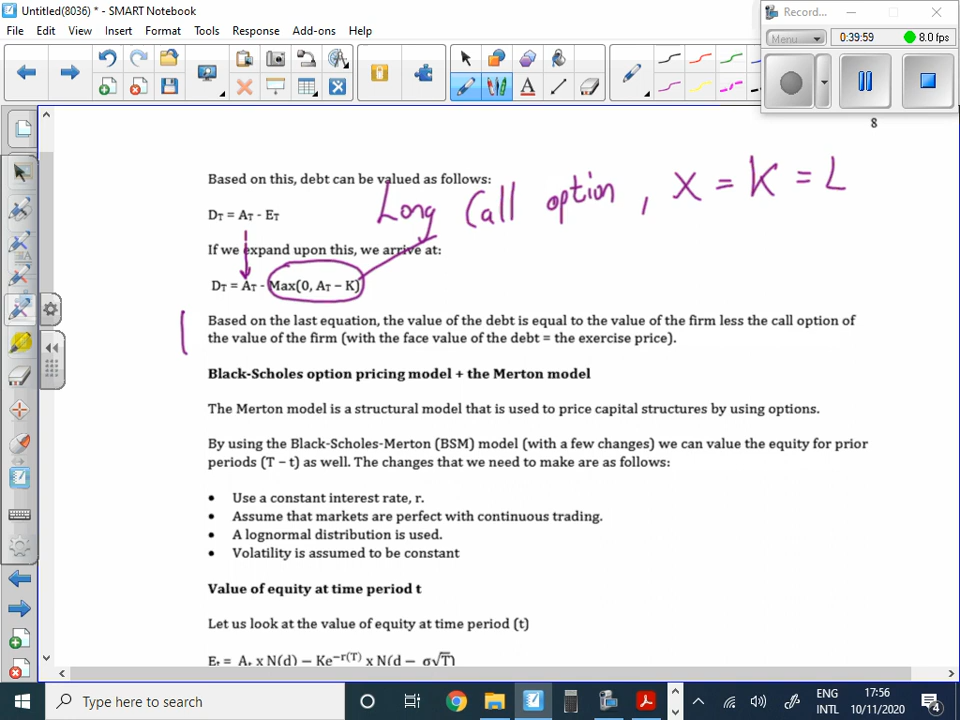 Untitled(8036) * - SMART Notebook
File Edit View Insert Format Tools Response Add-ons Help
Record...
Menu 0:39:59 8.0 fps
8
Based on this, debt can be valued as follows:
Long Call option, X = K = L
D_T = A_T - E_T
If we expand upon this, we arrive at:
D_T = A_T - Max(0, A_T – K)
Based on the last equation, the value of the debt is equal to the value of the firm less the call option of
the value of the firm (with the face value of the debt = the exercise price).
Black-Scholes option pricing model + the Merton model
The Merton model is a structural model that is used to price capital structures by using options.
By using the Black-Scholes-Merton (BSM) model (with a few changes) we can value the equity for prior
periods (T – t) as well. The changes that we need to make are as follows:
• Use a constant interest rate, r.
• Assume that markets are perfect with continuous trading.
• A lognormal distribution is used.
• Volatility is assumed to be constant
Value of equity at time period t
Let us look at the value of equity at time period (t)
E_t = A_t x N(d) – Ke^–r(T) x N(d – σ√T)
Type here to search
ENG
INTL
17:56
10/11/2020
4